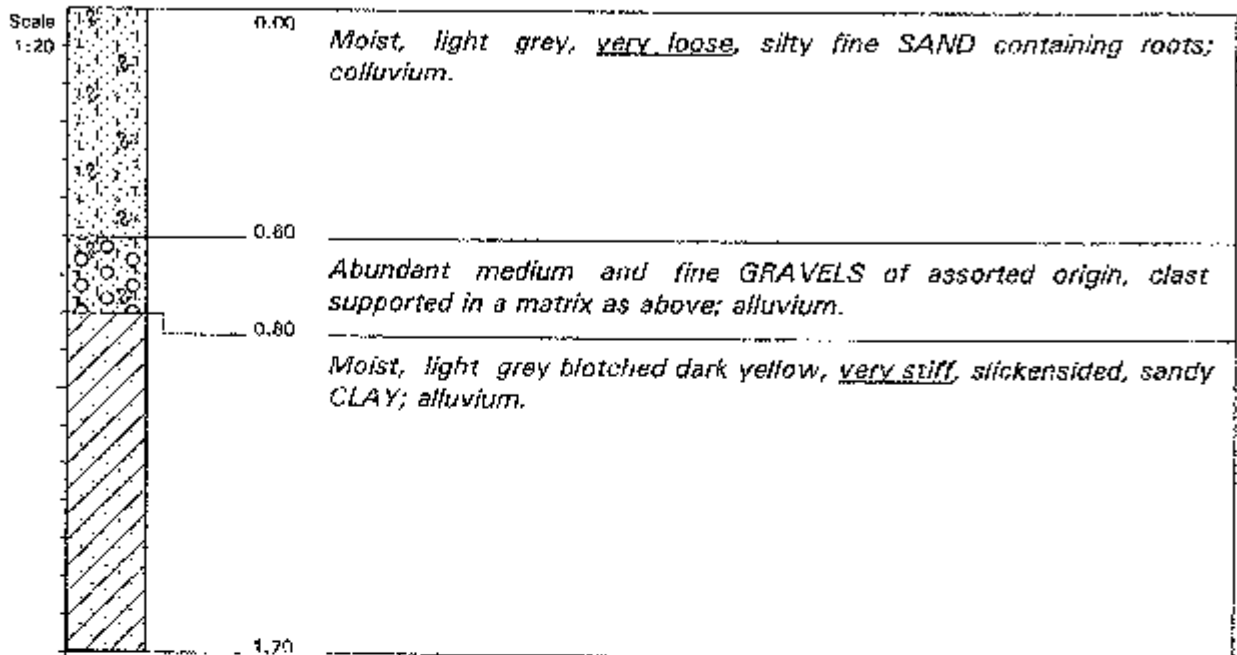 Scale
1:20
0.00
Moist, light grey, very loose, silty fine SAND containing roots;
colluvium.
0.60
Abundant medium and fine GRAVELS of assorted origin, clast
supported in a matrix as above; alluvium.
0.80
Moist, light grey blotched dark yellow, very stiff, slickensided, sandy
CLAY; alluvium.
1.70